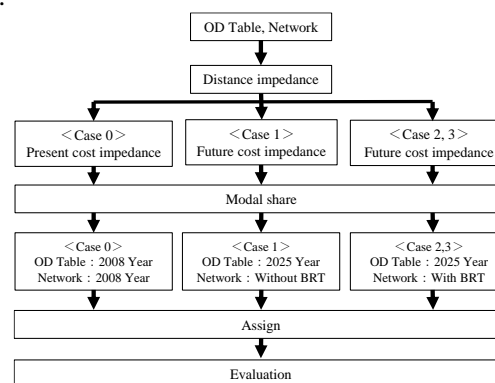 OD Table, Network
Distance impedance
＜Case 0＞
Present cost impedance
＜Case 1＞
Future cost impedance
＜Case 2, 3＞
Future cost impedance
Modal share
＜Case 0＞
OD Table：2008 Year
Network：2008 Year
＜Case 1＞
OD Table：2025 Year
Network：Without BRT
＜Case 2,3＞
OD Table：2025 Year
Network：With BRT
Assign
Evaluation